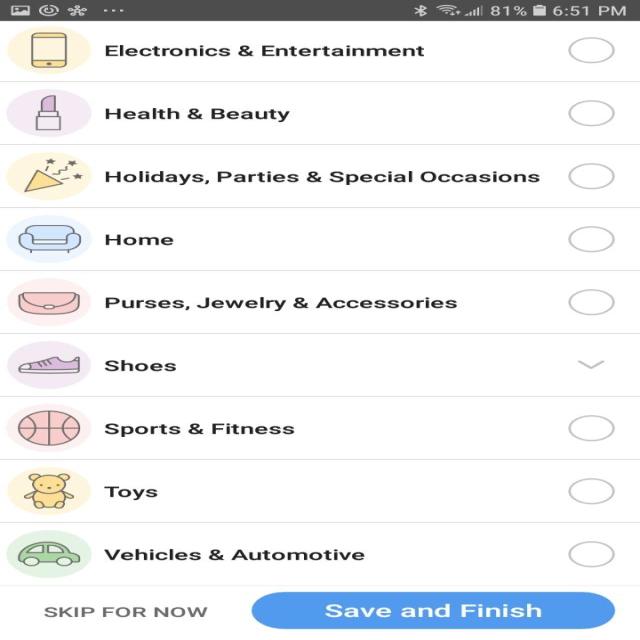 81% 6:51 PM
Electronics & Entertainment
Health & Beauty
Holidays, Parties & Special Occasions
Home
Purses, Jewelry & Accessories
Shoes
Sports & Fitness
Toys
Vehicles & Automotive
SKIP FOR NOW Save and Finish